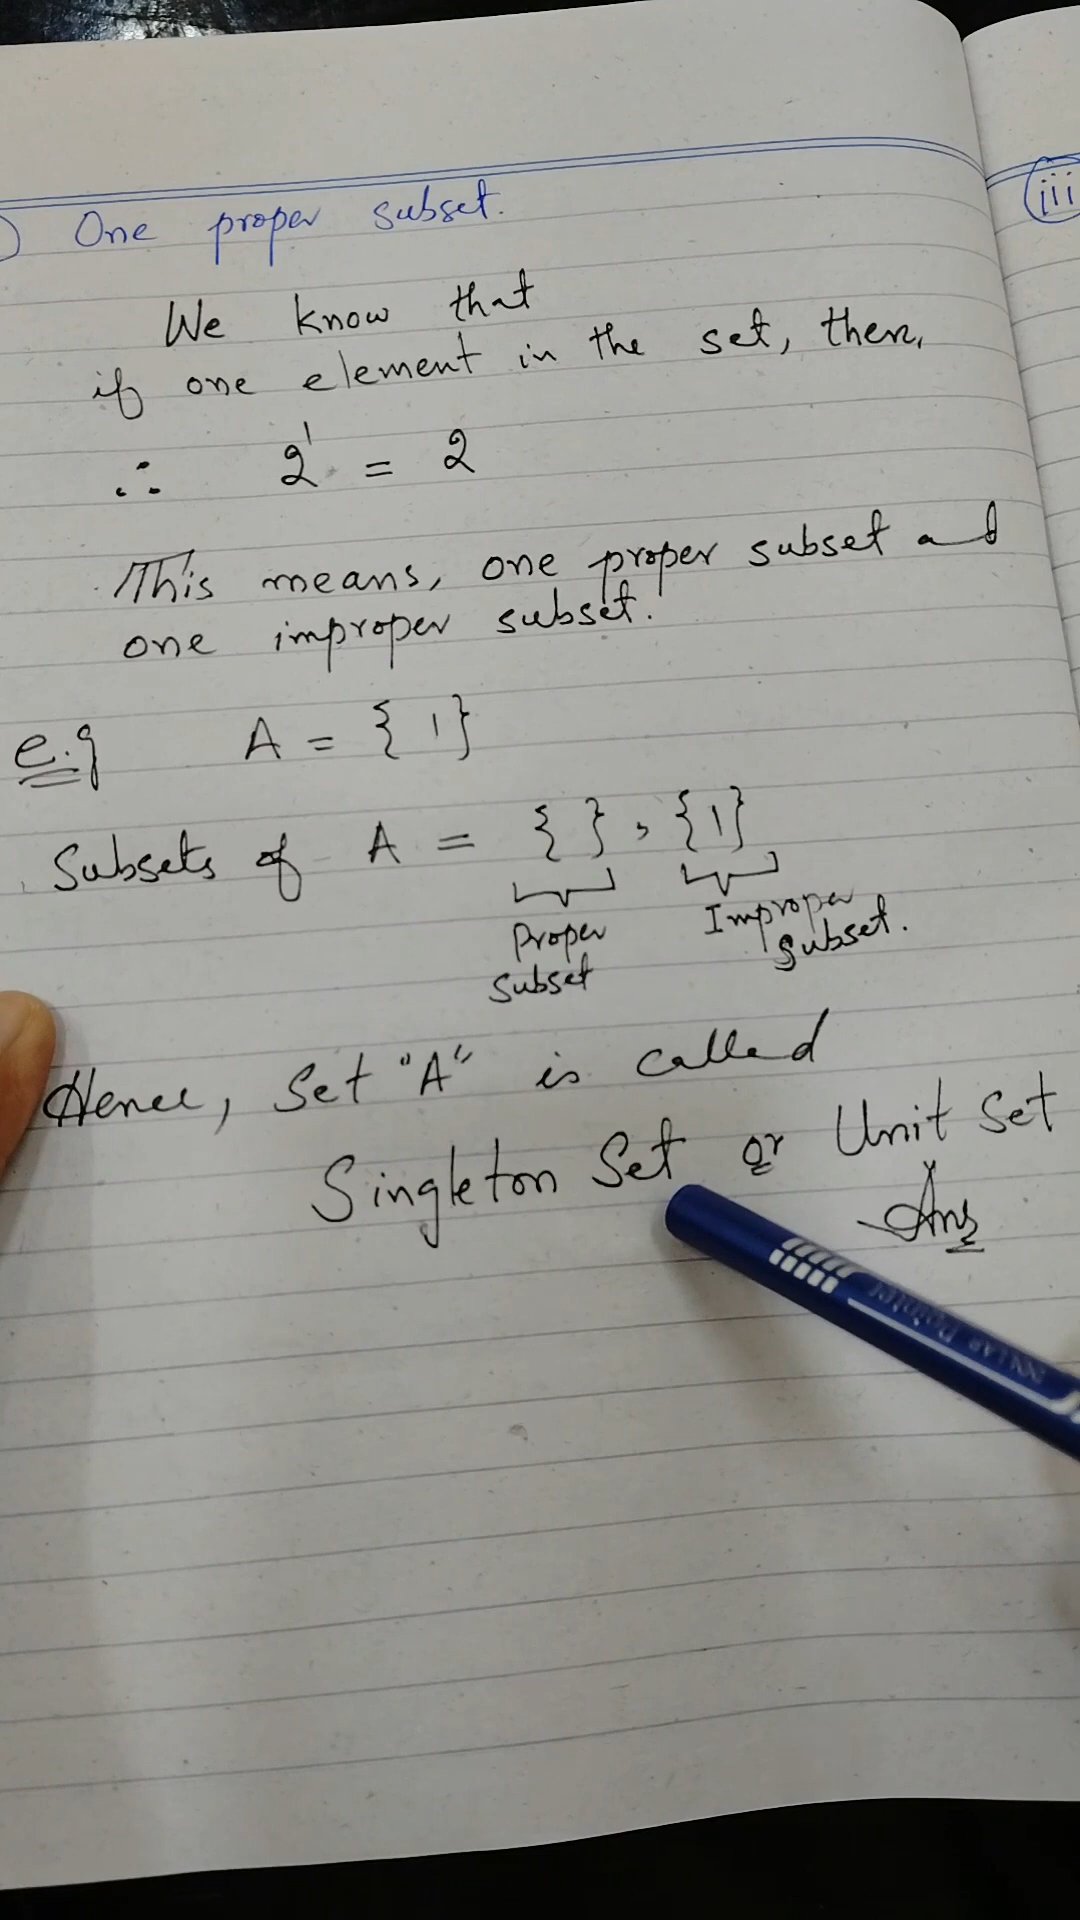 One proper subset.
We know that
if one element in the set, then,
∴ 2¹ = 2
This means, one proper subset and
one improper subset.
e.g A = { 1 }
Subsets of A = { } , {1}
Proper subset
Improper subset.
Hence, Set "A" is called
Singleton Set or Unit Set
Ans
(iii
DOLLAR Pointer